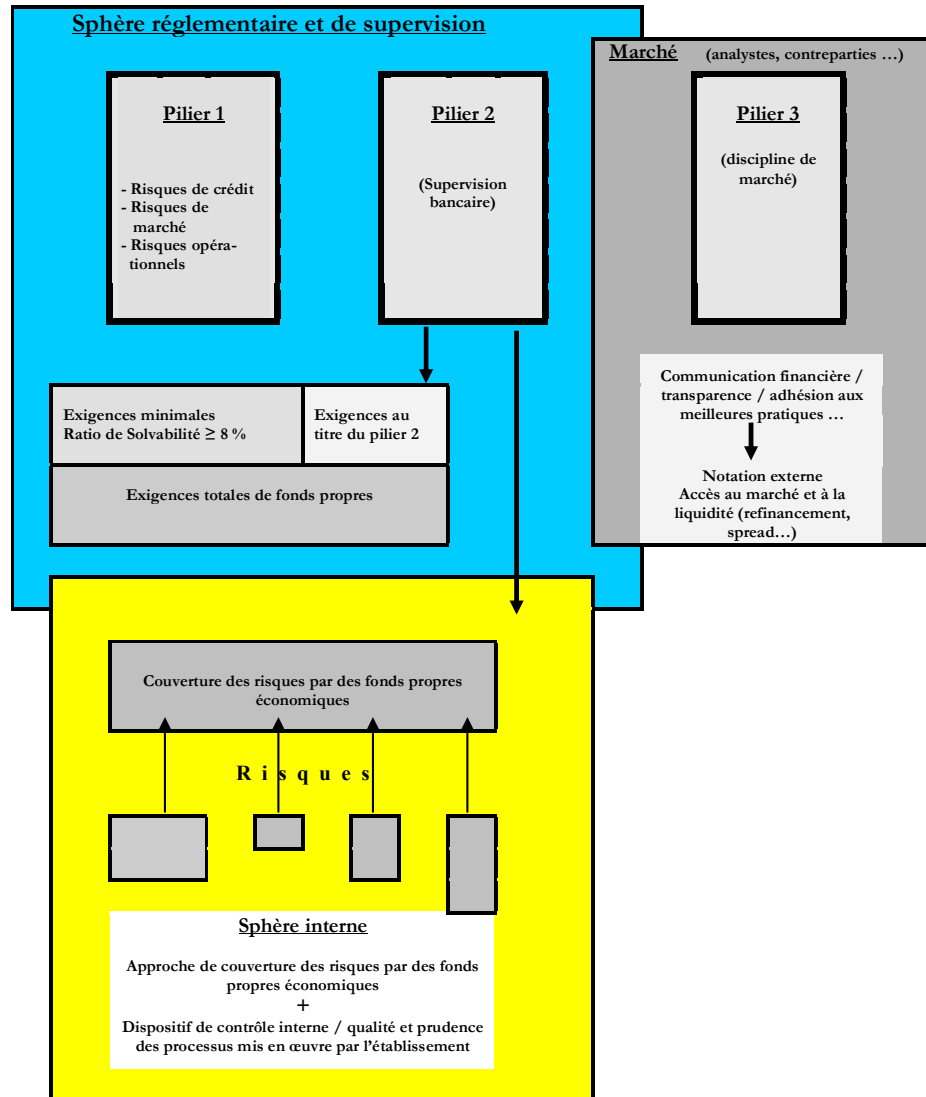 Sphère réglementaire et de supervision
Marché (analystes, contreparties …)
Pilier 1
- Risques de crédit
- Risques de
marché
- Risques opéra-
tionnels
Pilier 2
(Supervision
bancaire)
Pilier 3
(discipline de
marché)
Exigences minimales
Ratio de Solvabilité ≥ 8 %
Exigences au
titre du pilier 2
Exigences totales de fonds propres
Communication financière /
transparence / adhésion aux
meilleures pratiques …
Notation externe
Accès au marché et à la
liquidité (refinancement,
spread…)
Couverture des risques par des fonds propres
économiques
Risques
Sphère interne
Approche de couverture des risques par des fonds
propres économiques
+
Dispositif de contrôle interne / qualité et prudence
des processus mis en œuvre par l'établissement